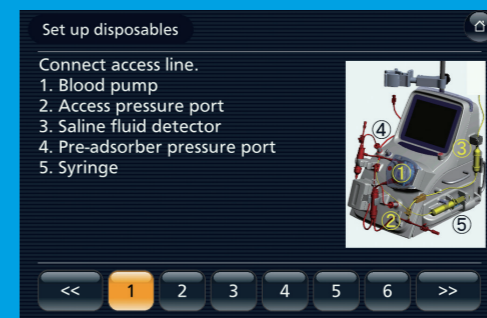 Set up disposables
Connect access line.
1. Blood pump
2. Access pressure port
3. Saline fluid detector
4. Pre-adsorber pressure port
5. Syringe
④
③
①
②
⑤
<< 1 2 3 4 5 6 >>